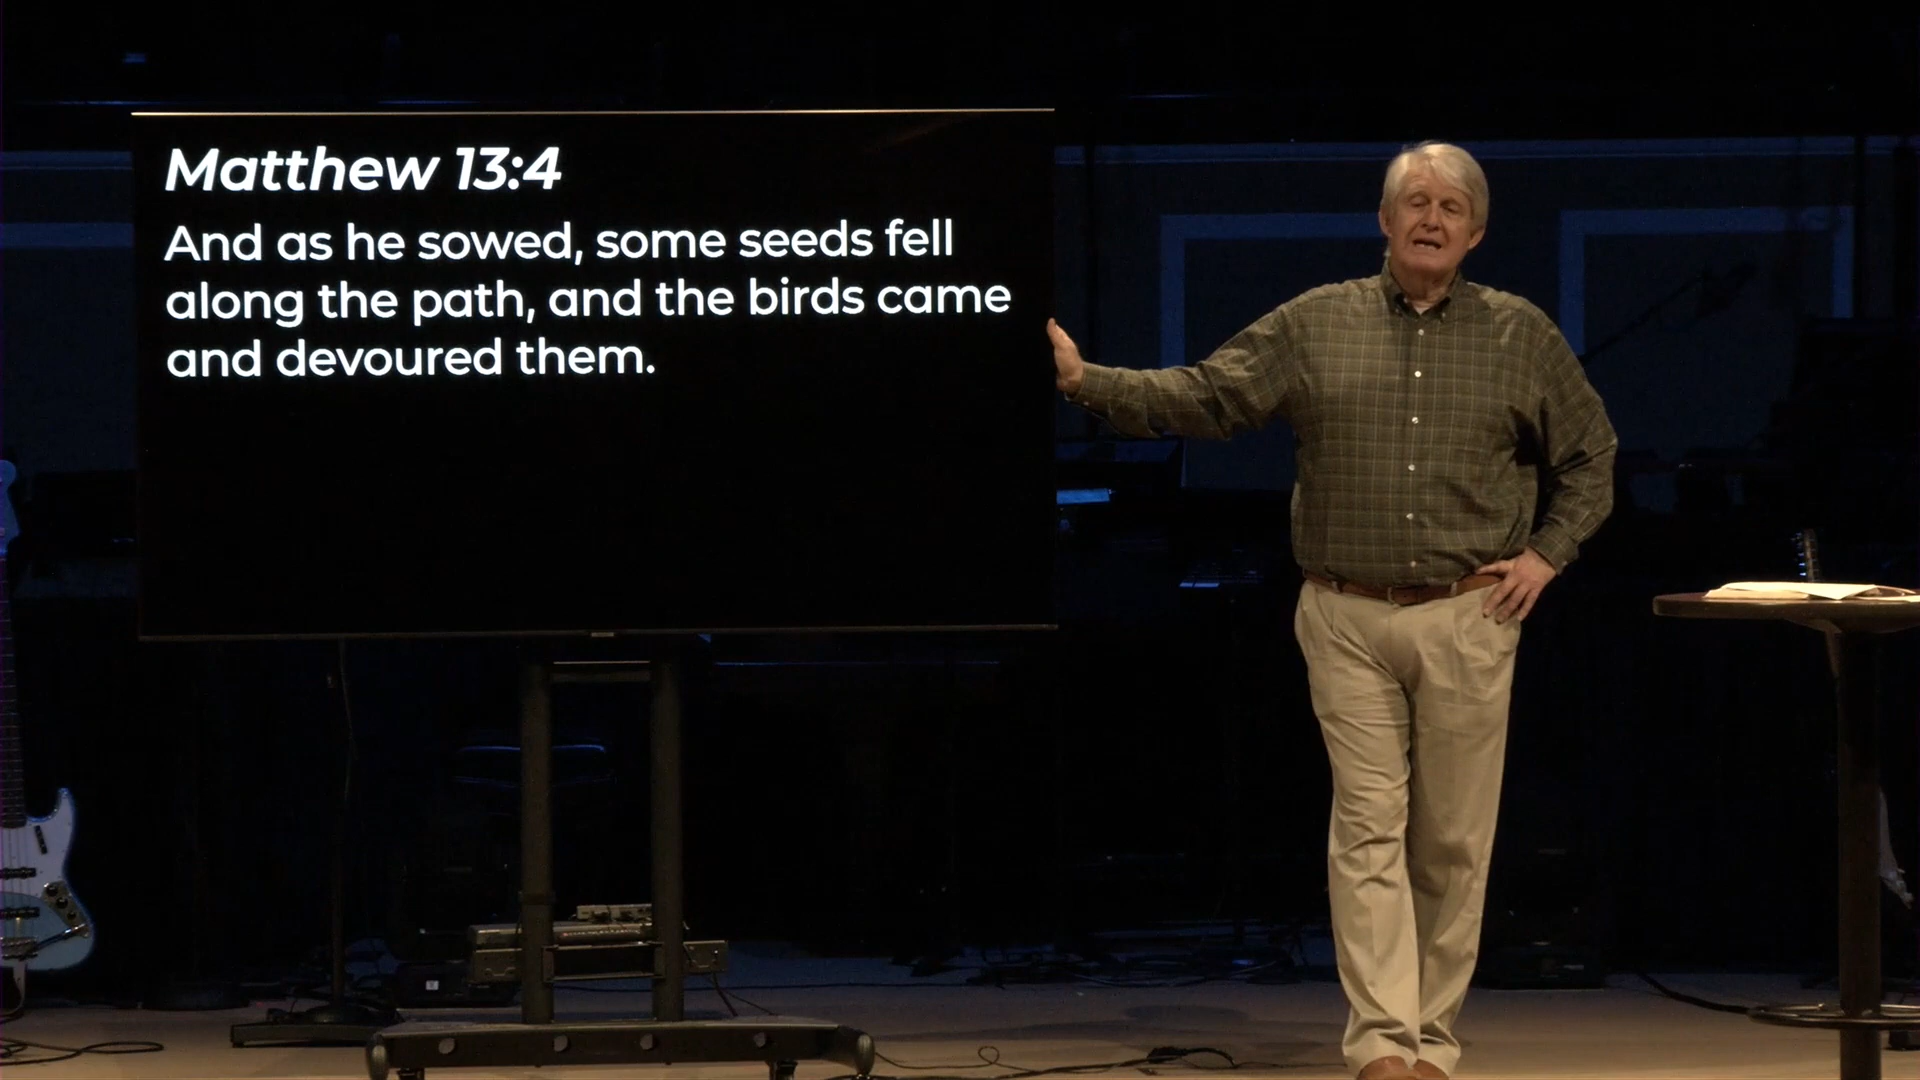 Matthew 13:4
And as he sowed, some seeds fell
along the path, and the birds came
and devoured them.